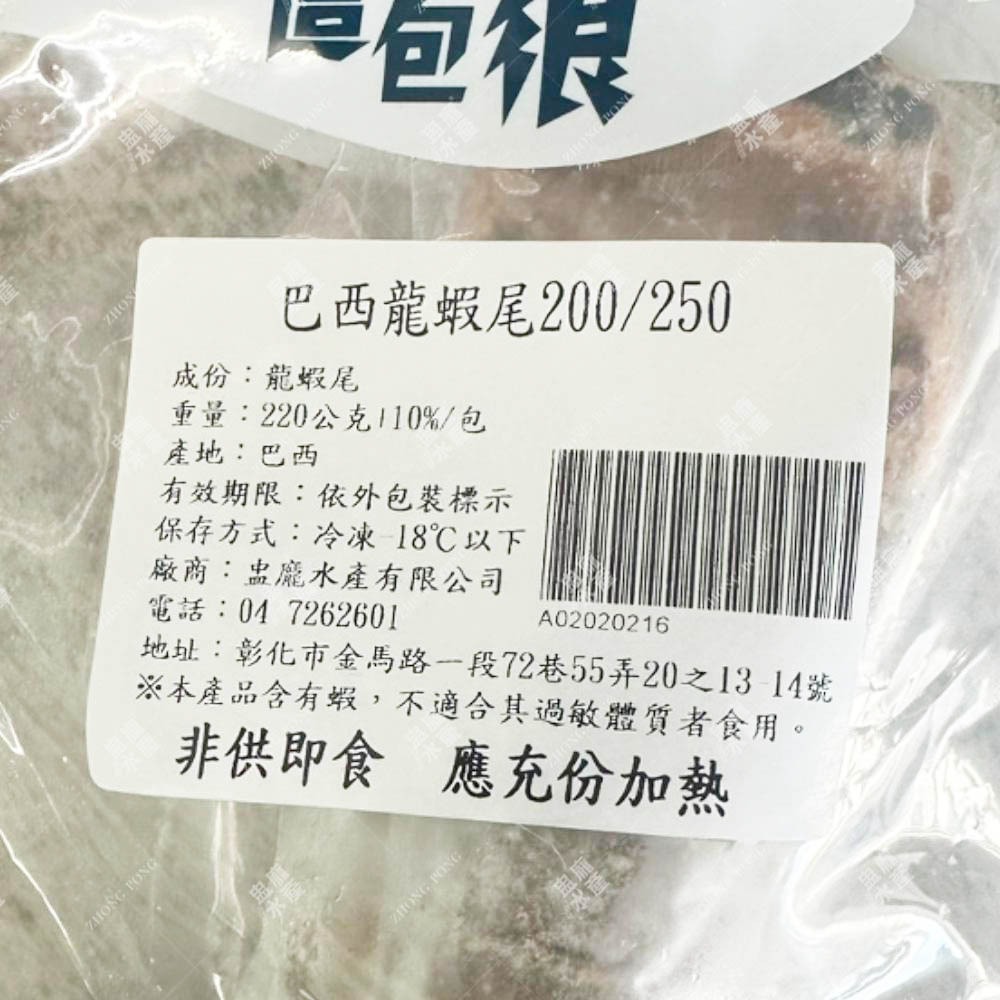 這包很
巴西龍蝦尾200/250
成份：龍蝦尾
重量：220公克±10%/包
產地：巴西
有效期限：依外包裝標示
保存方式：冷凍-18℃以下
廠商：盅龐水產有限公司
電話：04-7262601
地址：彰化市金馬路一段72巷55弄20之13-14號
※本產品含有蝦，不適合其過敏體質者食用。
非供即食 應充份加熱
A02020216
ZHONG PONG